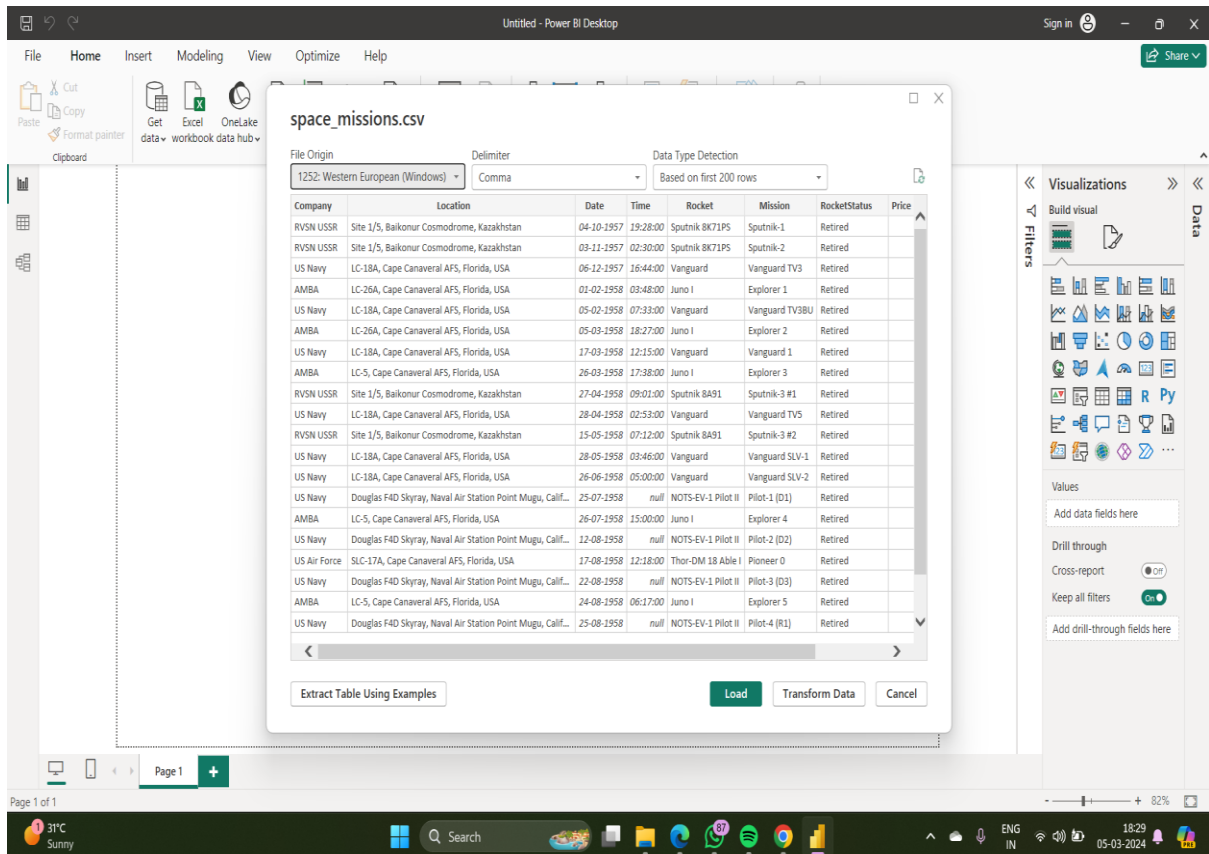 Untitled - Power BI Desktop
Sign in
File Home Insert Modeling View Optimize Help
Share
Paste
Cut
Copy
Format painter
Clipboard
Get data
Excel workbook
OneLake data hub
space_missions.csv
File Origin Delimiter Data Type Detection
1252: Western European (Windows) Comma Based on first 200 rows
Company Location Date Time Rocket Mission RocketStatus Price
RVSN USSR Site 1/5, Baikonur Cosmodrome, Kazakhstan 04-10-1957 19:28:00 Sputnik 8K71PS Sputnik-1 Retired
RVSN USSR Site 1/5, Baikonur Cosmodrome, Kazakhstan 03-11-1957 02:30:00 Sputnik 8K71PS Sputnik-2 Retired
US Navy LC-18A, Cape Canaveral AFS, Florida, USA 06-12-1957 16:44:00 Vanguard Vanguard TV3 Retired
AMBA LC-26A, Cape Canaveral AFS, Florida, USA 01-02-1958 03:48:00 Juno I Explorer 1 Retired
US Navy LC-18A, Cape Canaveral AFS, Florida, USA 05-02-1958 07:33:00 Vanguard Vanguard TV3BU Retired
AMBA LC-26A, Cape Canaveral AFS, Florida, USA 05-03-1958 18:27:00 Juno I Explorer 2 Retired
US Navy LC-18A, Cape Canaveral AFS, Florida, USA 17-03-1958 12:15:00 Vanguard Vanguard 1 Retired
AMBA LC-5, Cape Canaveral AFS, Florida, USA 26-03-1958 17:38:00 Juno I Explorer 3 Retired
RVSN USSR Site 1/5, Baikonur Cosmodrome, Kazakhstan 27-04-1958 09:01:00 Sputnik 8A91 Sputnik-3 #1 Retired
US Navy LC-18A, Cape Canaveral AFS, Florida, USA 28-04-1958 02:53:00 Vanguard Vanguard TV5 Retired
RVSN USSR Site 1/5, Baikonur Cosmodrome, Kazakhstan 15-05-1958 07:12:00 Sputnik 8A91 Sputnik-3 #2 Retired
US Navy LC-18A, Cape Canaveral AFS, Florida, USA 28-05-1958 03:46:00 Vanguard Vanguard SLV-1 Retired
US Navy LC-18A, Cape Canaveral AFS, Florida, USA 26-06-1958 05:00:00 Vanguard Vanguard SLV-2 Retired
US Navy Douglas F4D Skyray, Naval Air Station Point Mugu, Calif... 25-07-1958 null NOTS-EV-1 Pilot II Pilot-1 (D1) Retired
AMBA LC-5, Cape Canaveral AFS, Florida, USA 26-07-1958 15:00:00 Juno I Explorer 4 Retired
US Navy Douglas F4D Skyray, Naval Air Station Point Mugu, Calif... 12-08-1958 null NOTS-EV-1 Pilot II Pilot-2 (D2) Retired
US Air Force SLC-17A, Cape Canaveral AFS, Florida, USA 17-08-1958 12:18:00 Thor-DM 18 Able I Pioneer 0 Retired
US Navy Douglas F4D Skyray, Naval Air Station Point Mugu, Calif... 22-08-1958 null NOTS-EV-1 Pilot II Pilot-3 (D3) Retired
AMBA LC-5, Cape Canaveral AFS, Florida, USA 24-08-1958 06:17:00 Juno I Explorer 5 Retired
US Navy Douglas F4D Skyray, Naval Air Station Point Mugu, Calif... 25-08-1958 null NOTS-EV-1 Pilot II Pilot-4 (R1) Retired
Extract Table Using Examples Load Transform Data Cancel
Filters
Visualizations
Build visual
123
R Py
123
Values
Add data fields here
Drill through
Cross-report Off
Keep all filters On
Add drill-through fields here
Data
Page 1 +
Page 1 of 1
- + 82%
1 31°C
Sunny
Search
87
ENG
IN
18:29
05-03-2024
PRE